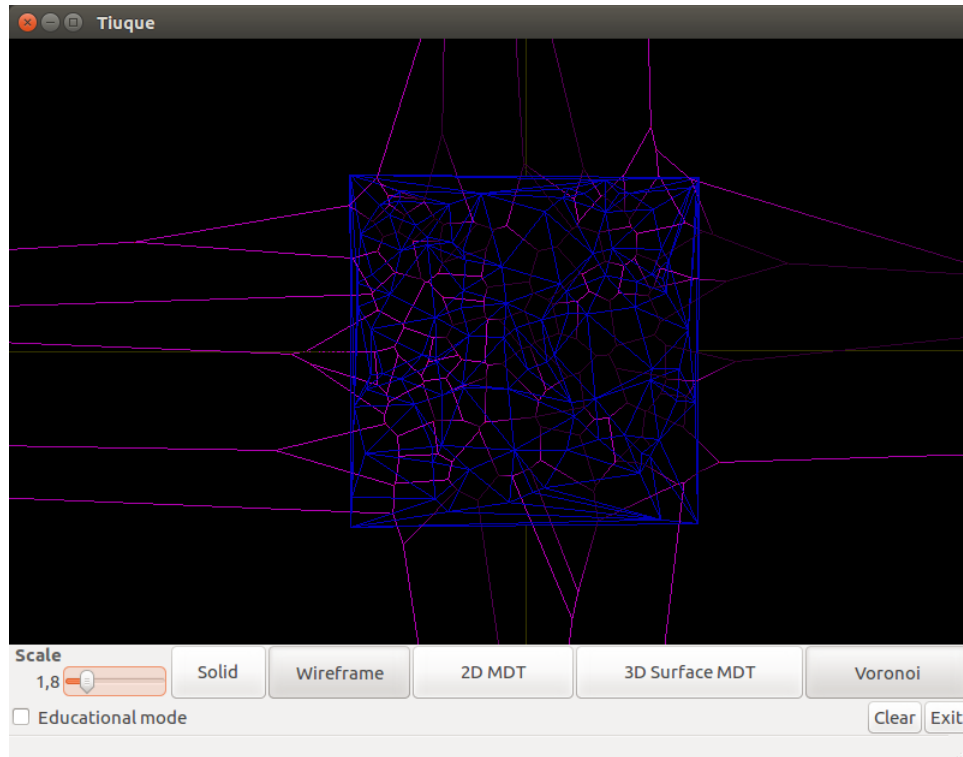 Tiuque
Scale
1,8
Solid
Wireframe
2D MDT
3D Surface MDT
Voronoi
Educational mode
Clear
Exit